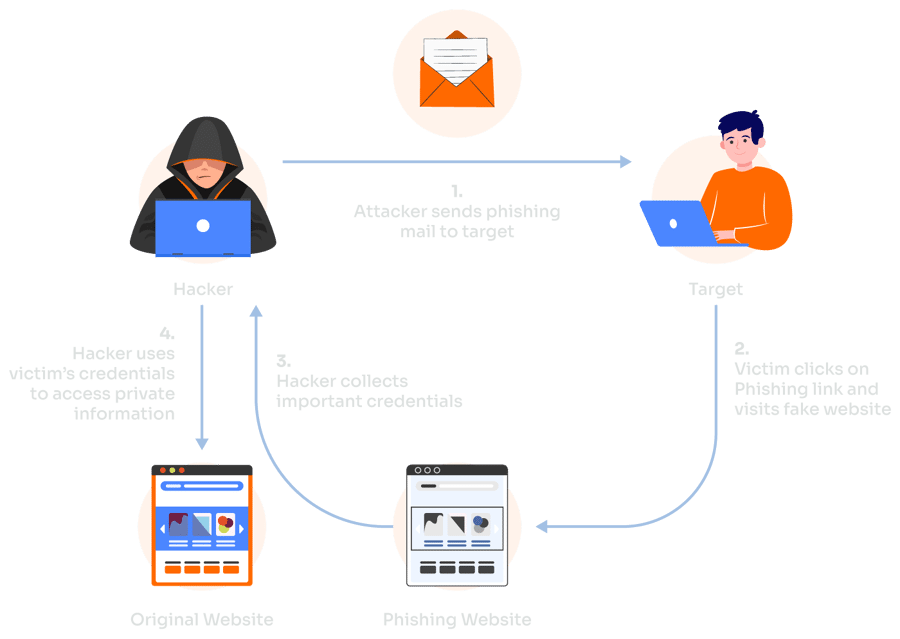 1.
Attacker sends phishing
mail to target
Hacker
Target
4.
Hacker uses
victim’s credentials
to access private
information
3.
Hacker collects
important credentials
2.
Victim clicks on
Phishing link and
visits fake website
Original Website
Phishing Website